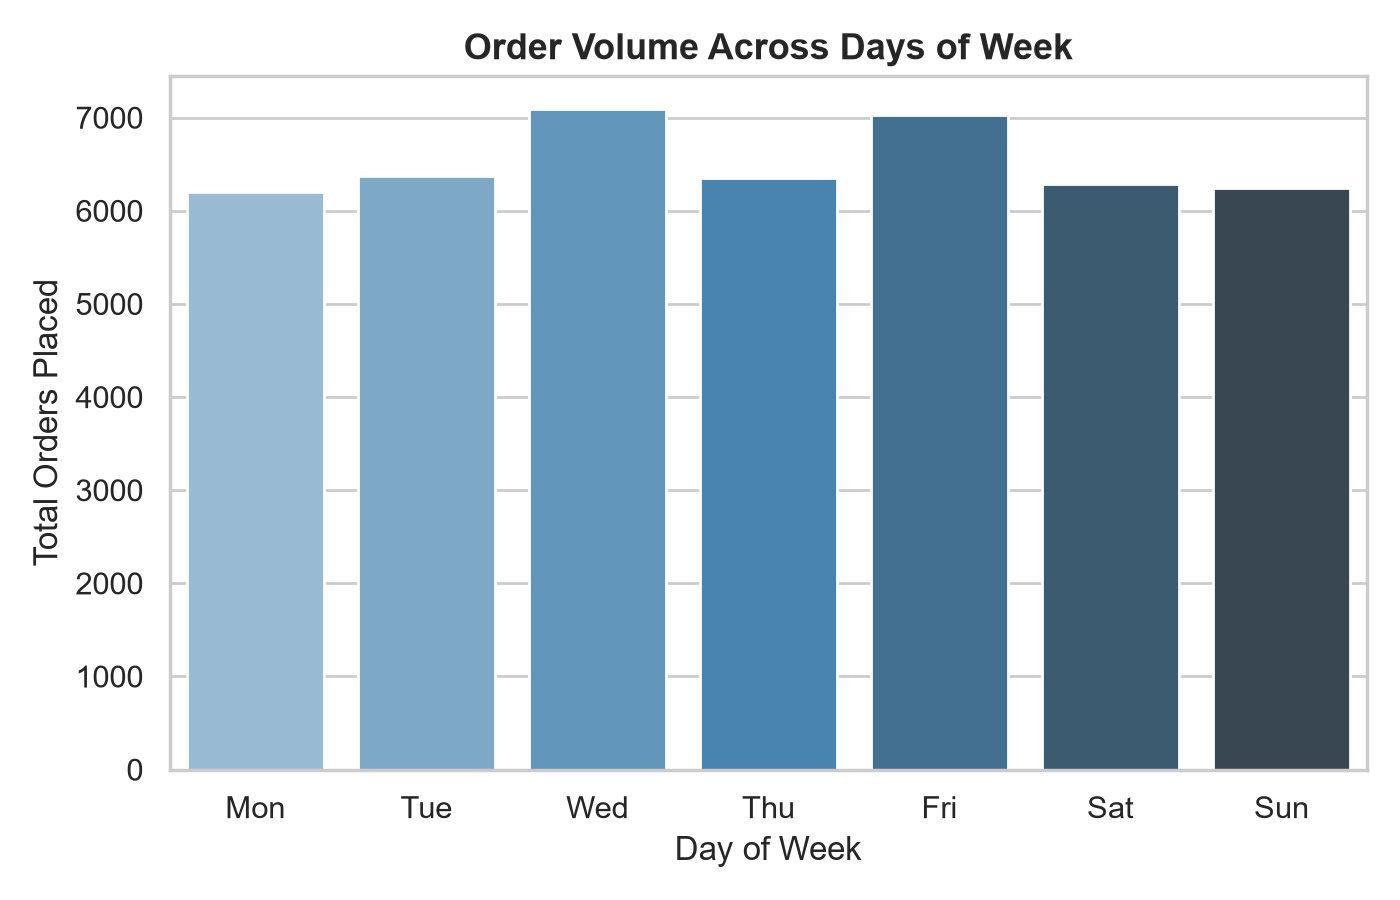 Order Volume Across Days of Week
7000
6000
5000
4000
3000
2000
1000
0
Total Orders Placed
Mon Tue Wed Thu Fri Sat Sun
Day of Week